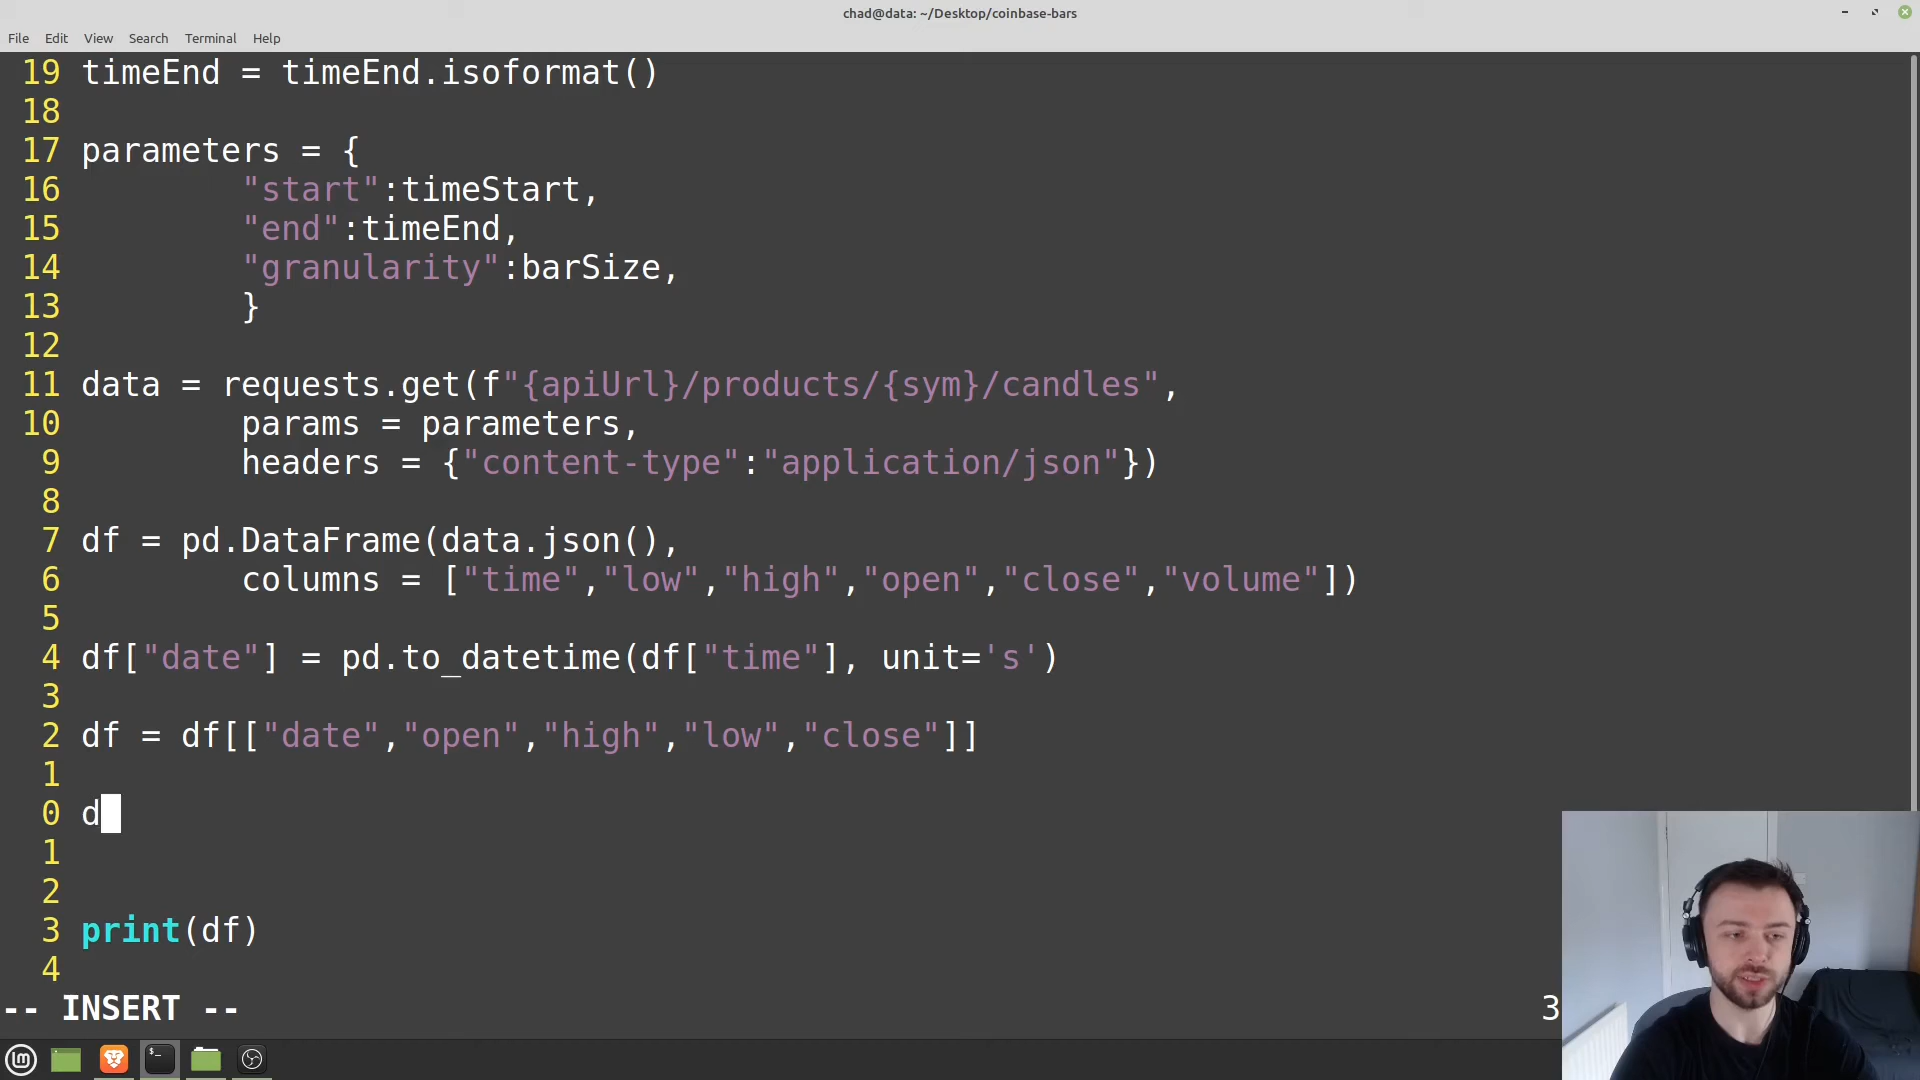 chad@data: ~/Desktop/coinbase-bars
File Edit View Search Terminal Help
19 timeEnd = timeEnd.isoformat()
18
17 parameters = {
16         "start":timeStart,
15         "end":timeEnd,
14         "granularity":barSize,
13         }
12
11 data = requests.get(f"{apiUrl}/products/{sym}/candles",
10         params = parameters,
9         headers = {"content-type":"application/json"})
8
7 df = pd.DataFrame(data.json(),
6         columns = ["time","low","high","open","close","volume"])
5
4 df["date"] = pd.to_datetime(df["time"], unit='s')
3
2 df = df[["date","open","high","low","close"]]
1
0 d
1
2
3 print(df)
4
-- INSERT -- 3